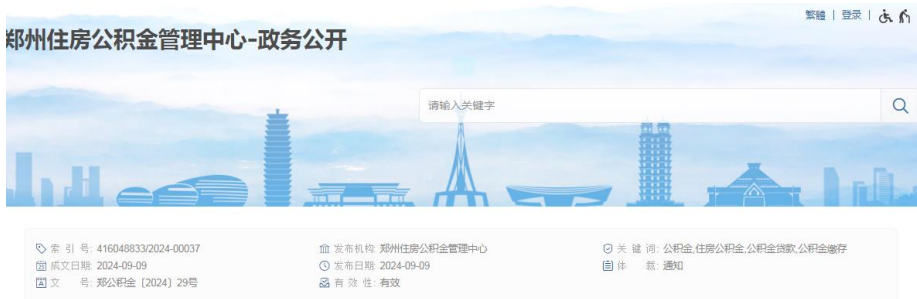 繁體 | 登录 |
郑州住房公积金管理中心-政务公开
请输入关键字
索 引 号: 416048833/2024-00037 发布机构: 郑州住房公积金管理中心 关 键 词: 公积金,住房公积金,公积金贷款,公积金缴存
成文日期: 2024-09-09 发布日期: 2024-09-09 体 裁: 通知
文 号: 郑公积金〔2024〕29号 有 效 性: 有效